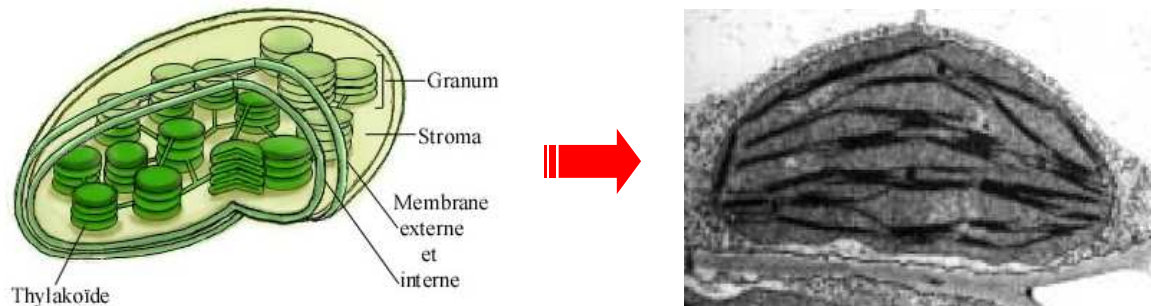 Granum
Stroma
Membrane
externe
et
interne
Thylakoïde